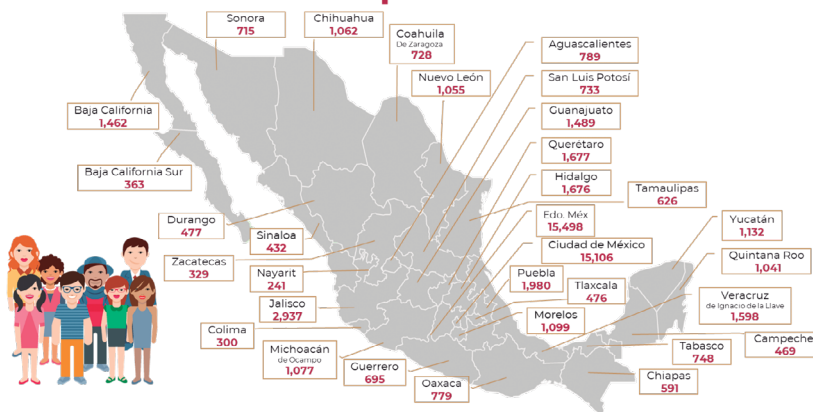 Sonora
715
Chihuahua
1,062
Coahuila
De Zaragoza
728
Nuevo León
1,055
Aguascalientes
789
San Luis Potosí
733
Guanajuato
1,489
Querétaro
1,677
Hidalgo
1,676
Tamaulipas
626
Baja California
1,462
Baja California Sur
363
Durango
477
Sinaloa
432
Zacatecas
329
Nayarit
241
Jalisco
2,937
Colima
300
Michoacán
de Ocampo
1,077
Guerrero
695
Oaxaca
779
Edo. Méx
15,498
Ciudad de México
15,106
Puebla
1,980
Tlaxcala
476
Morelos
1,099
Yucatán
1,132
Quintana Roo
1,041
Veracruz
de Ignacio de la Llave
1,598
Campeche
469
Tabasco
748
Chiapas
591